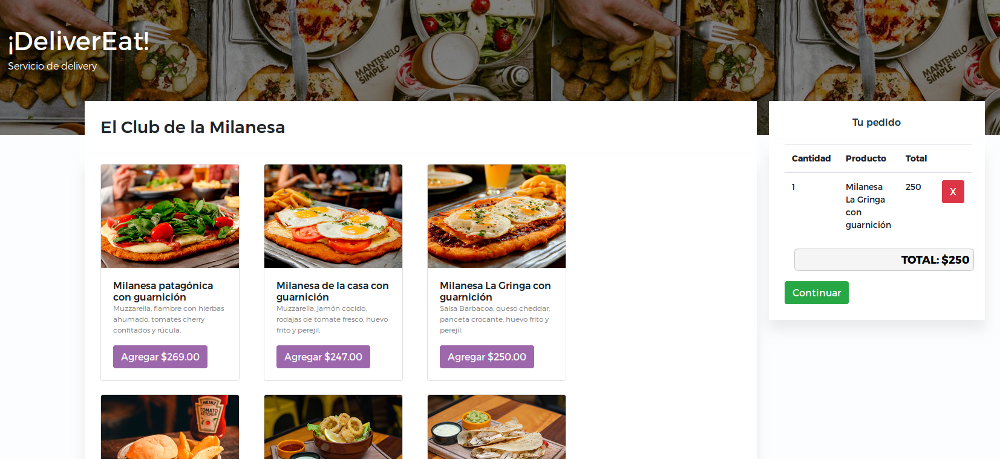 ¡DeliverEat!
Servicio de delivery
MANTENELO
SIMPLE.
MANTENELO
SIMPLE.
El Club de la Milanesa
Milanesa patagónica
con guarnición
Muzzarella, fiambre con hierbas
ahumado, tomates cherry
confitados y rúcula.
Agregar $269.00
Milanesa de la casa con
guarnición
Muzzarella, jamón cocido,
rodajas de tomate fresco, huevo
frito y perejil.
Agregar $247.00
Milanesa La Gringa con
guarnición
Salsa Barbacoa, queso cheddar,
panceta crocante, huevo frito y
perejíl.
Agregar $250.00
HEINZ
TOMATO
KETCHUP
Tu pedido
Cantidad Producto Total
1 Milanesa 250 X
La Gringa
con
guarnición
TOTAL: $250
Continuar